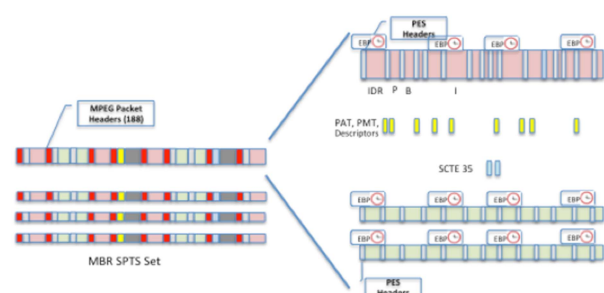 PES
Headers
EBP
EBP
EBP
EBP
IDR
P
B
I
MPEG Packet
Headers (188)
PAT, PMT,
Descriptors
SCTE 35
EBP
EBP
EBP
EBP
EBP
EBP
EBP
EBP
MBR SPTS Set
PES
Headers